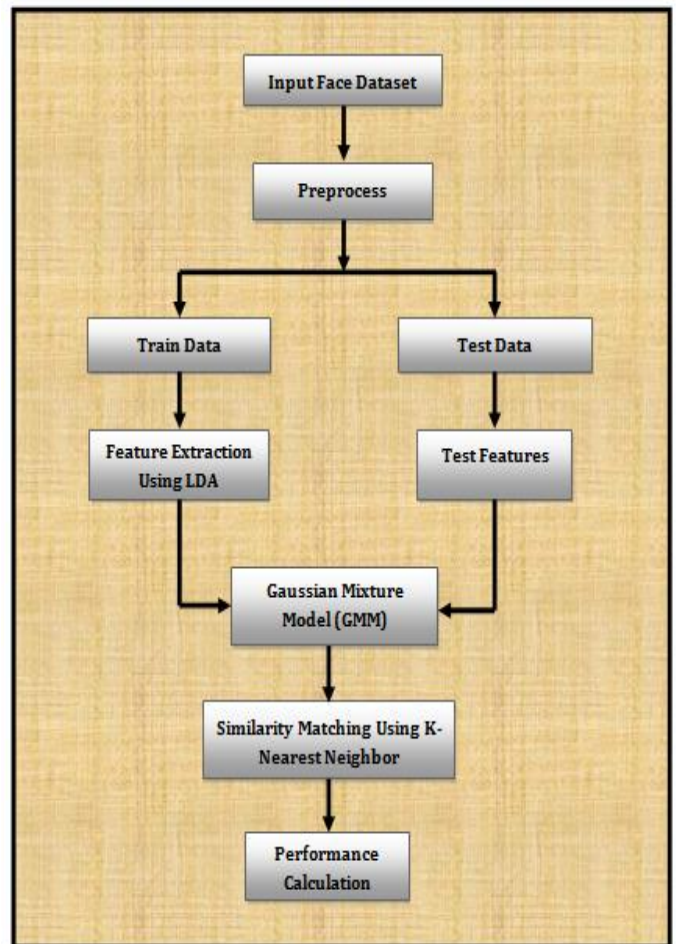 Input Face Dataset
Preprocess
Train Data
Test Data
Feature Extraction
Using LDA
Test Features
Gaussian Mixture
Model (GMM)
Similarity Matching Using K-
Nearest Neighbor
Performance
Calculation